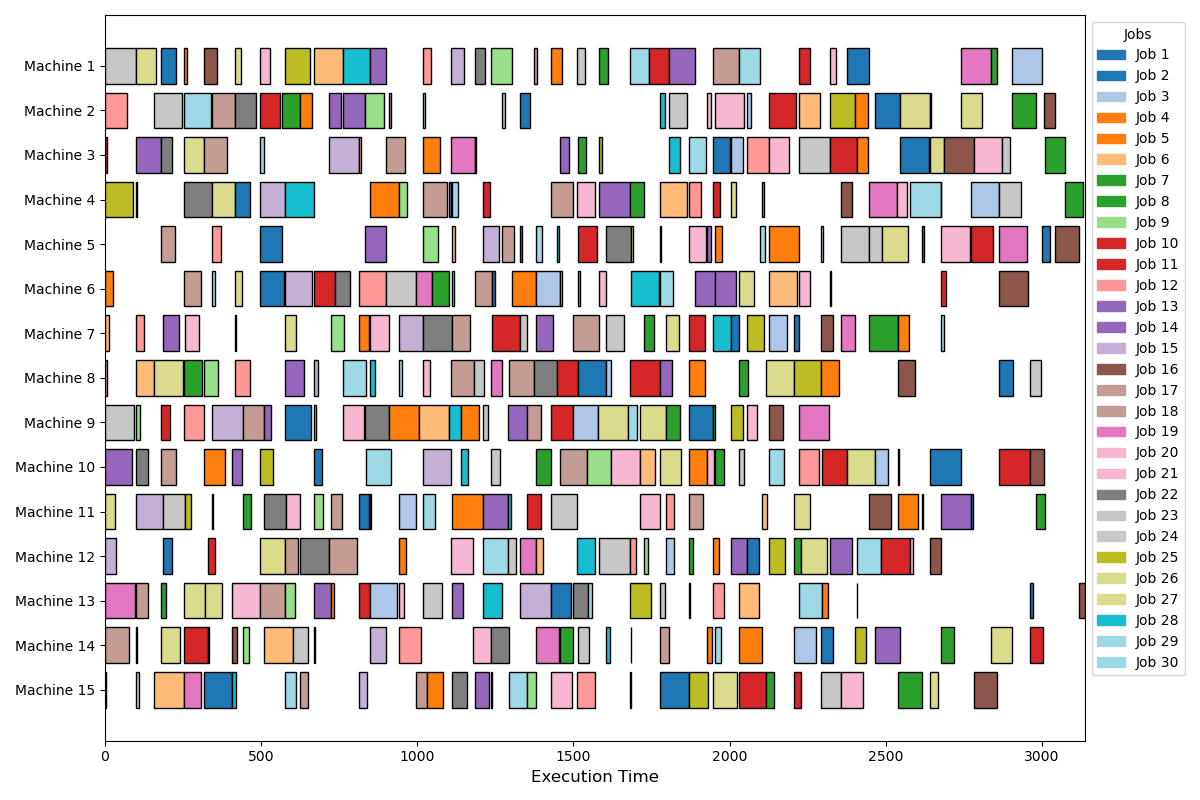 Machine 1
Machine 2
Machine 3
Machine 4
Machine 5
Machine 6
Machine 7
Machine 8
Machine 9
Machine 10
Machine 11
Machine 12
Machine 13
Machine 14
Machine 15
0 500 1000 1500 2000 2500 3000
Execution Time
Jobs
Job 1
Job 2
Job 3
Job 4
Job 5
Job 6
Job 7
Job 8
Job 9
Job 10
Job 11
Job 12
Job 13
Job 14
Job 15
Job 16
Job 17
Job 18
Job 19
Job 20
Job 21
Job 22
Job 23
Job 24
Job 25
Job 26
Job 27
Job 28
Job 29
Job 30